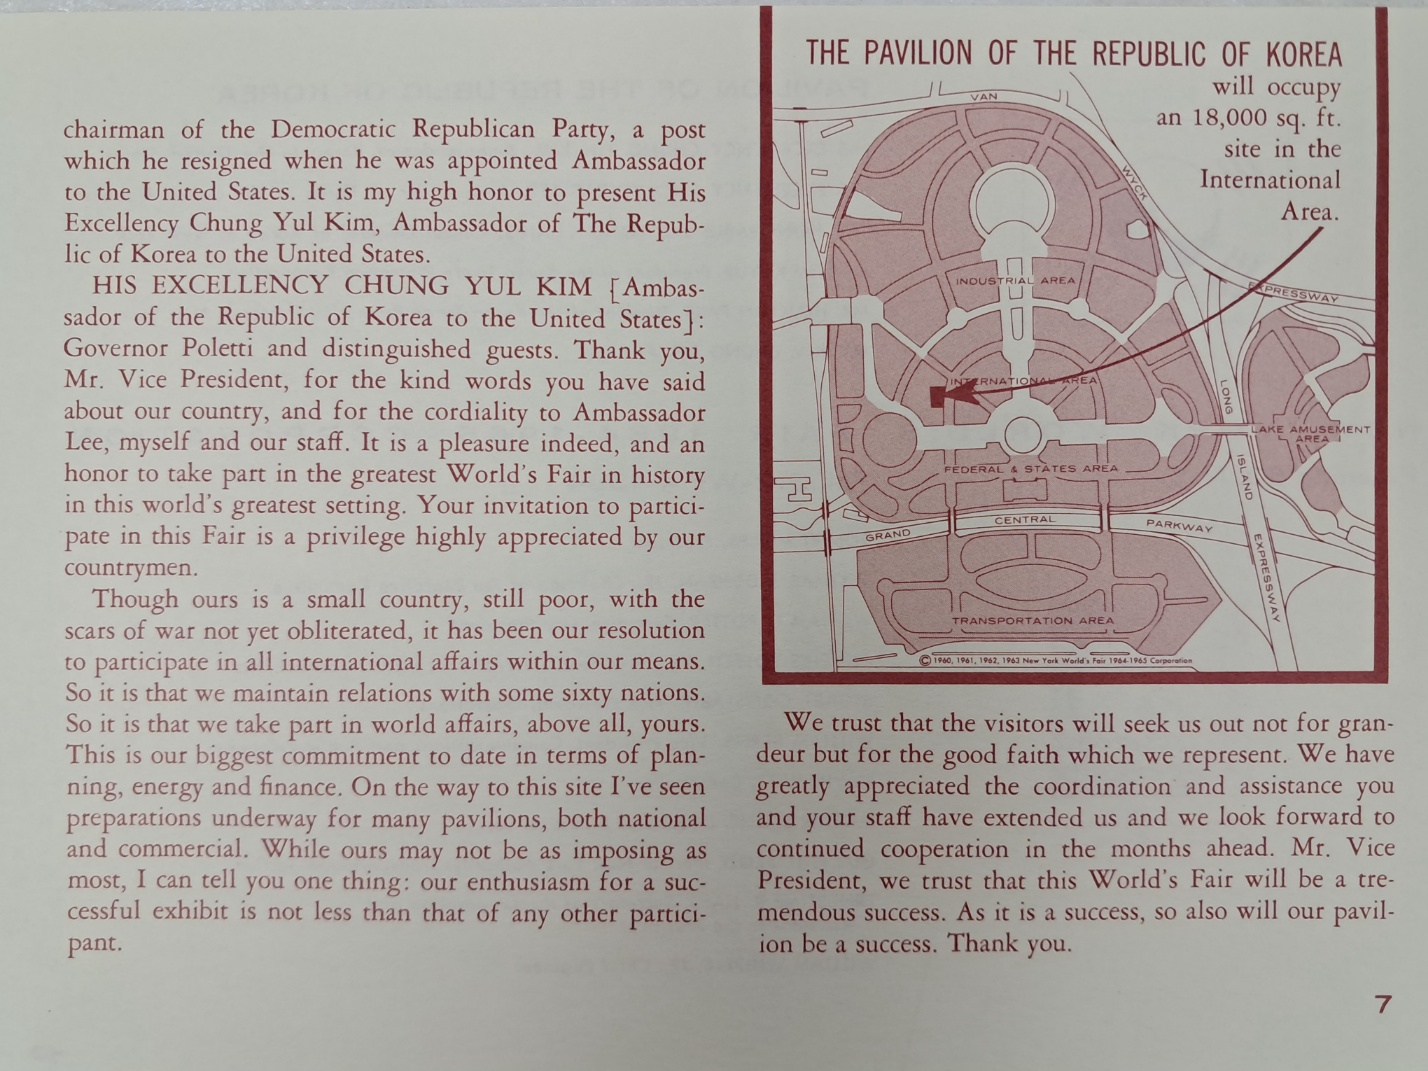 chairman of the Democratic Republican Party, a post
which he resigned when he was appointed Ambassador
to the United States. It is my high honor to present His
Excellency Chung Yul Kim, Ambassador of The Repub-
lic of Korea to the United States.
HIS EXCELLENCY CHUNG YUL KIM [Ambas-
sador of the Republic of Korea to the United States]:
Governor Poletti and distinguished guests. Thank you,
Mr. Vice President, for the kind words you have said
about our country, and for the cordiality to Ambassador
Lee, myself and our staff. It is a pleasure indeed, and an
honor to take part in the greatest World's Fair in history
in this world's greatest setting. Your invitation to partici-
pate in this Fair is a privilege highly appreciated by our
countrymen.
Though ours is a small country, still poor, with the
scars of war not yet obliterated, it has been our resolution
to participate in all international affairs within our means.
So it is that we maintain relations with some sixty nations.
So it is that we take part in world affairs, above all, yours.
This is our biggest commitment to date in terms of plan-
ning, energy and finance. On the way to this site I've seen
preparations underway for many pavilions, both national
and commercial. While ours may not be as imposing as
most, I can tell you one thing: our enthusiasm for a suc-
cessful exhibit is not less than that of any other partici-
pant.
THE PAVILION OF THE REPUBLIC OF KOREA
will occupy
an 18,000 sq. ft.
site in the
International
Area.
VAN
WYCK
EXPRESSWAY
INDUSTRIAL AREA
INTERNATIONAL AREA
LONG
ISLAND
EXPRESSWAY
LAKE AMUSEMENT
AREA
FEDERAL & STATES AREA
GRAND
CENTRAL
PARKWAY
TRANSPORTATION AREA
© 1960, 1961, 1962, 1963 New York World's Fair 1964-1965 Corporation
We trust that the visitors will seek us out not for gran-
deur but for the good faith which we represent. We have
greatly appreciated the coordination and assistance you
and your staff have extended us and we look forward to
continued cooperation in the months ahead. Mr. Vice
President, we trust that this World's Fair will be a tre-
mendous success. As it is a success, so also will our pavil-
ion be a success. Thank you.
7